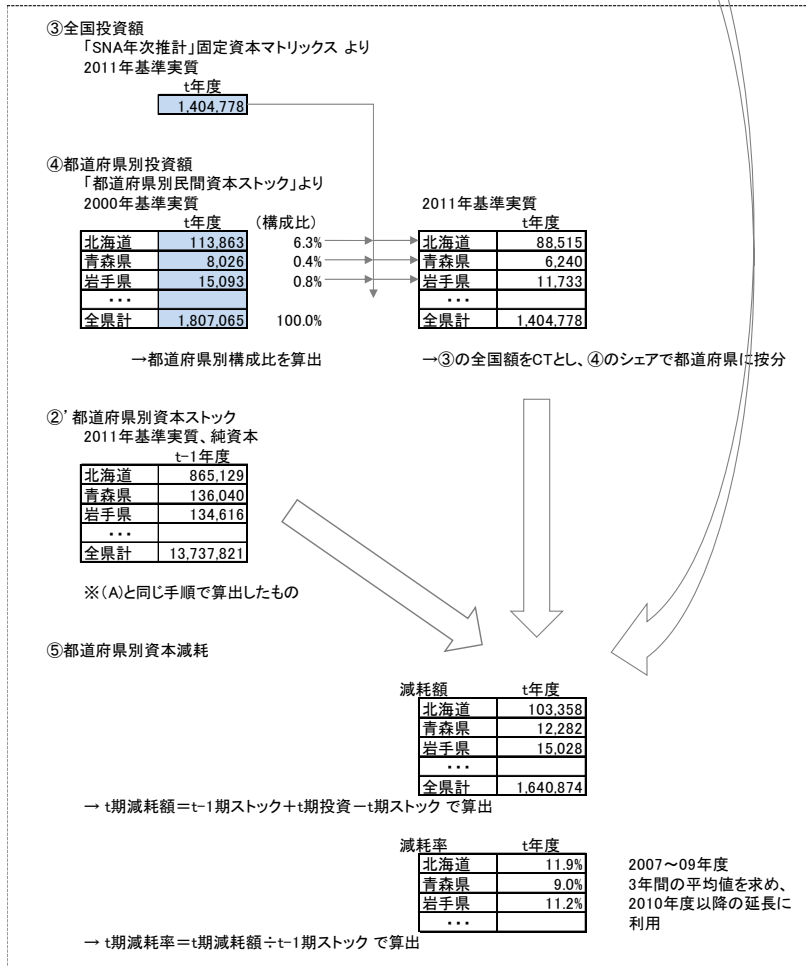 ③全国投資額
「SNA年次推計」固定資本マトリックス より
2011年基準実質
t年度
1,404,778
④都道府県別投資額
「都道府県別民間資本ストック」より
2000年基準実質
t年度 (構成比)
北海道 113,863 6.3%
青森県 8,026 0.4%
岩手県 15,093 0.8%
・・・
全県計 1,807,065 100.0%
→都道府県別構成比を算出
2011年基準実質
t年度
北海道 88,515
青森県 6,240
岩手県 11,733
・・・
全県計 1,404,778
→③の全国額をCTとし、④のシェアで都道府県に按分
②’都道府県別資本ストック
2011年基準実質、純資本
t-1年度
北海道 865,129
青森県 136,040
岩手県 134,616
・・・
全県計 13,737,821
※(A)と同じ手順で算出したもの
⑤都道府県別資本減耗
減耗額 t年度
北海道 103,358
青森県 12,282
岩手県 15,028
・・・
全県計 1,640,874
→ t期減耗額=t-1期ストック+t期投資-t期ストック で算出
減耗率 t年度
北海道 11.9%
青森県 9.0%
岩手県 11.2%
・・・
2007~09年度
3年間の平均値を求め、
2010年度以降の延長に
利用
→ t期減耗率=t期減耗額÷t-1期ストック で算出